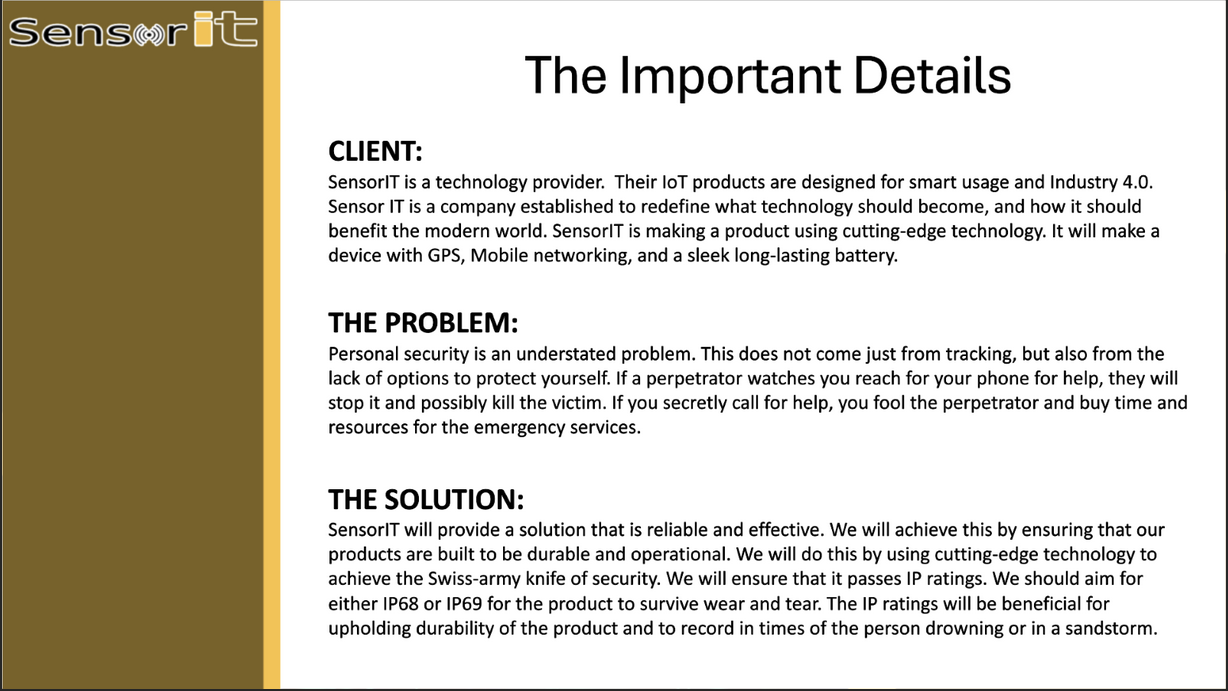 Sensor it
The Important Details
CLIENT:
SensorIT is a technology provider.  Their IoT products are designed for smart usage and Industry 4.0.
Sensor IT is a company established to redefine what technology should become, and how it should
benefit the modern world. SensorIT is making a product using cutting-edge technology. It will make a
device with GPS, Mobile networking, and a sleek long-lasting battery.
THE PROBLEM:
Personal security is an understated problem. This does not come just from tracking, but also from the
lack of options to protect yourself. If a perpetrator watches you reach for your phone for help, they will
stop it and possibly kill the victim. If you secretly call for help, you fool the perpetrator and buy time and
resources for the emergency services.
THE SOLUTION:
SensorIT will provide a solution that is reliable and effective. We will achieve this by ensuring that our
products are built to be durable and operational. We will do this by using cutting-edge technology to
achieve the Swiss-army knife of security. We will ensure that it passes IP ratings. We should aim for
either IP68 or IP69 for the product to survive wear and tear. The IP ratings will be beneficial for
upholding durability of the product and to record in times of the person drowning or in a sandstorm.